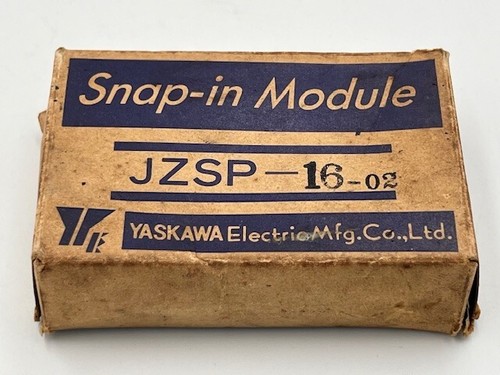 Snap-in Module
JZSP-16-02
YASKAWA Electric Mfg.Co.,Ltd.